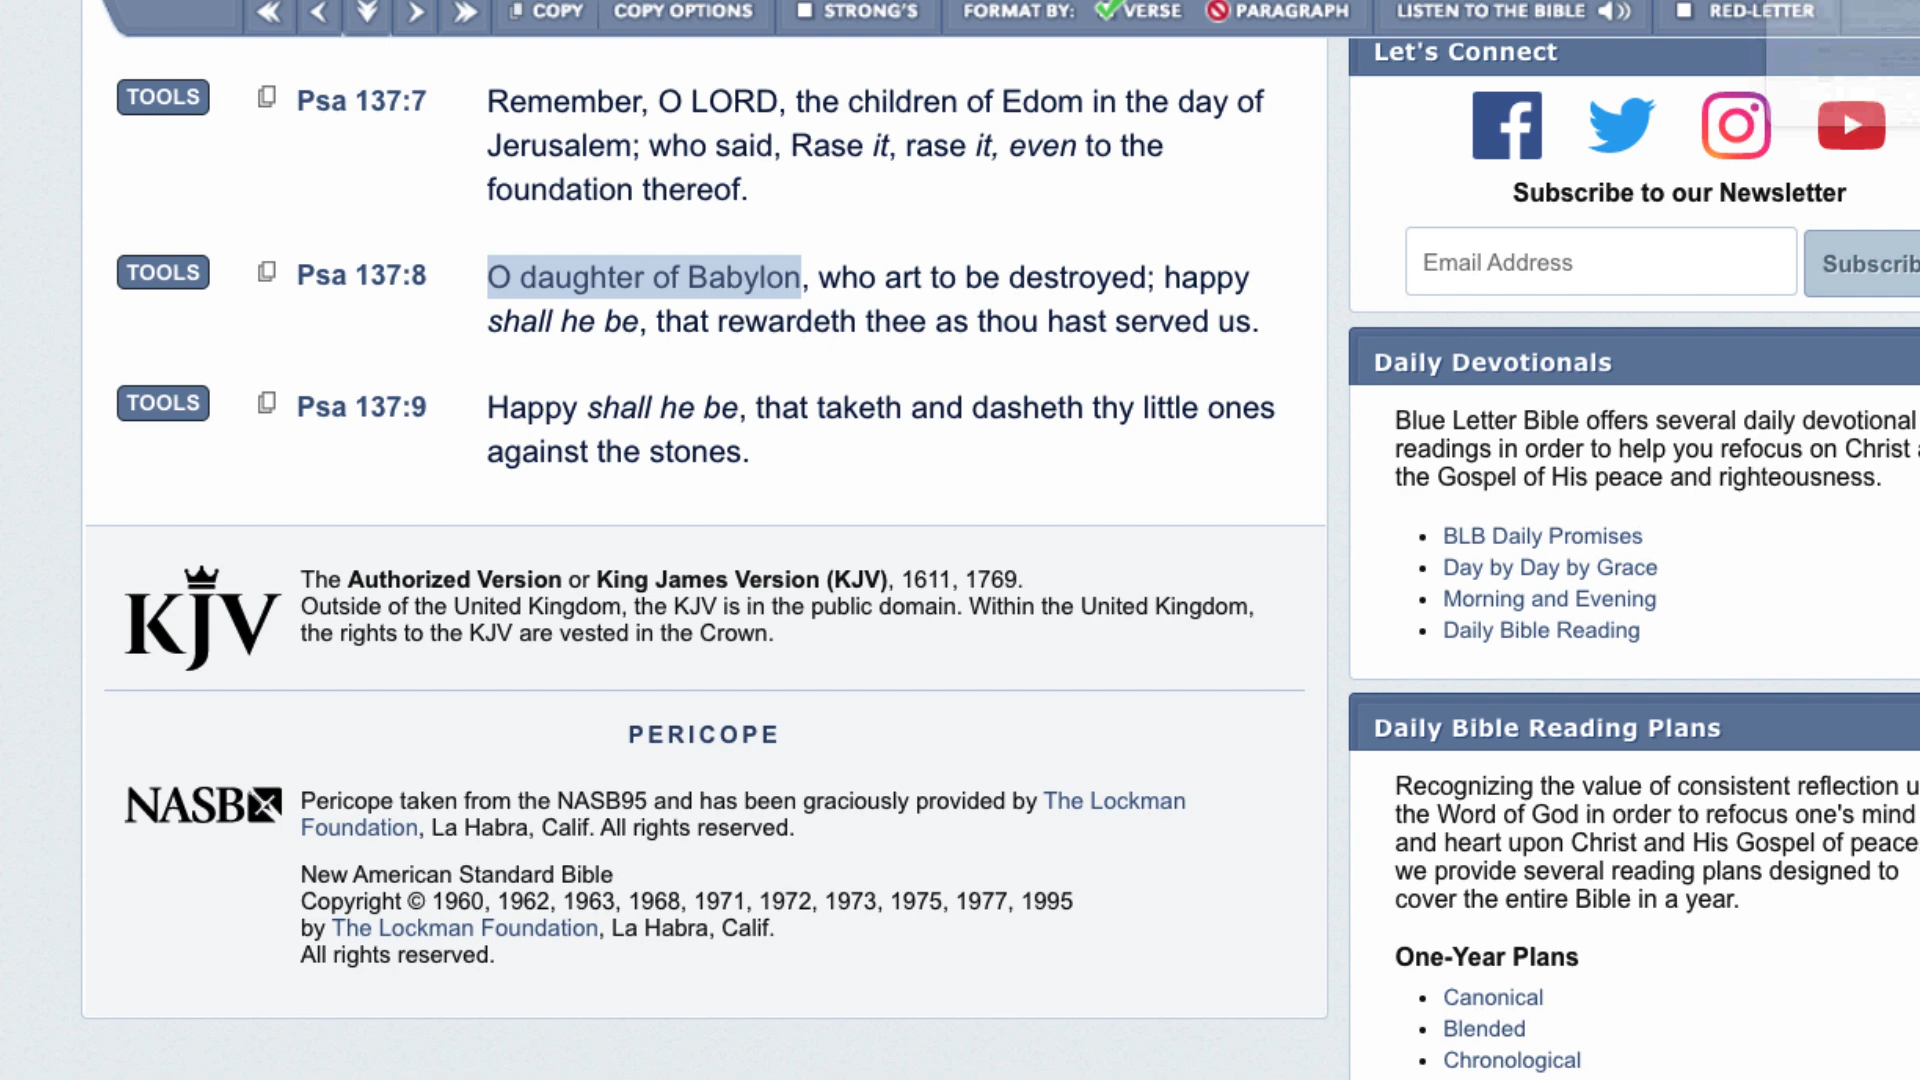 COPY COPY OPTIONS STRONG'S FORMAT BY: VERSE PARAGRAPH LISTEN TO THE BIBLE RED-LETTER
TOOLS Psa 137:7 Remember, O LORD, the children of Edom in the day of
Jerusalem; who said, Rase it, rase it, even to the
foundation thereof.
TOOLS Psa 137:8 O daughter of Babylon, who art to be destroyed; happy
shall he be, that rewardeth thee as thou hast served us.
TOOLS Psa 137:9 Happy shall he be, that taketh and dasheth thy little ones
against the stones.
KJV
The Authorized Version or King James Version (KJV), 1611, 1769.
Outside of the United Kingdom, the KJV is in the public domain. Within the United Kingdom,
the rights to the KJV are vested in the Crown.
PERICOPE
NASB
Pericope taken from the NASB95 and has been graciously provided by The Lockman
Foundation, La Habra, Calif. All rights reserved.
New American Standard Bible
Copyright © 1960, 1962, 1963, 1968, 1971, 1972, 1973, 1975, 1977, 1995
by The Lockman Foundation, La Habra, Calif.
All rights reserved.
Let's Connect
Subscribe to our Newsletter
Email Address
Subscrib
Daily Devotionals
Blue Letter Bible offers several daily devotional
readings in order to help you refocus on Christ
the Gospel of His peace and righteousness.
• BLB Daily Promises
• Day by Day by Grace
• Morning and Evening
• Daily Bible Reading
Daily Bible Reading Plans
Recognizing the value of consistent reflection u
the Word of God in order to refocus one's mind
and heart upon Christ and His Gospel of peace
we provide several reading plans designed to
cover the entire Bible in a year.
One-Year Plans
• Canonical
• Blended
• Chronological